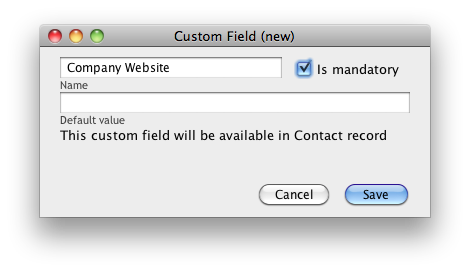 Custom Field (new)
Company Website
Is mandatory
Name
Default value
This custom field will be available in Contact record
Cancel
Save